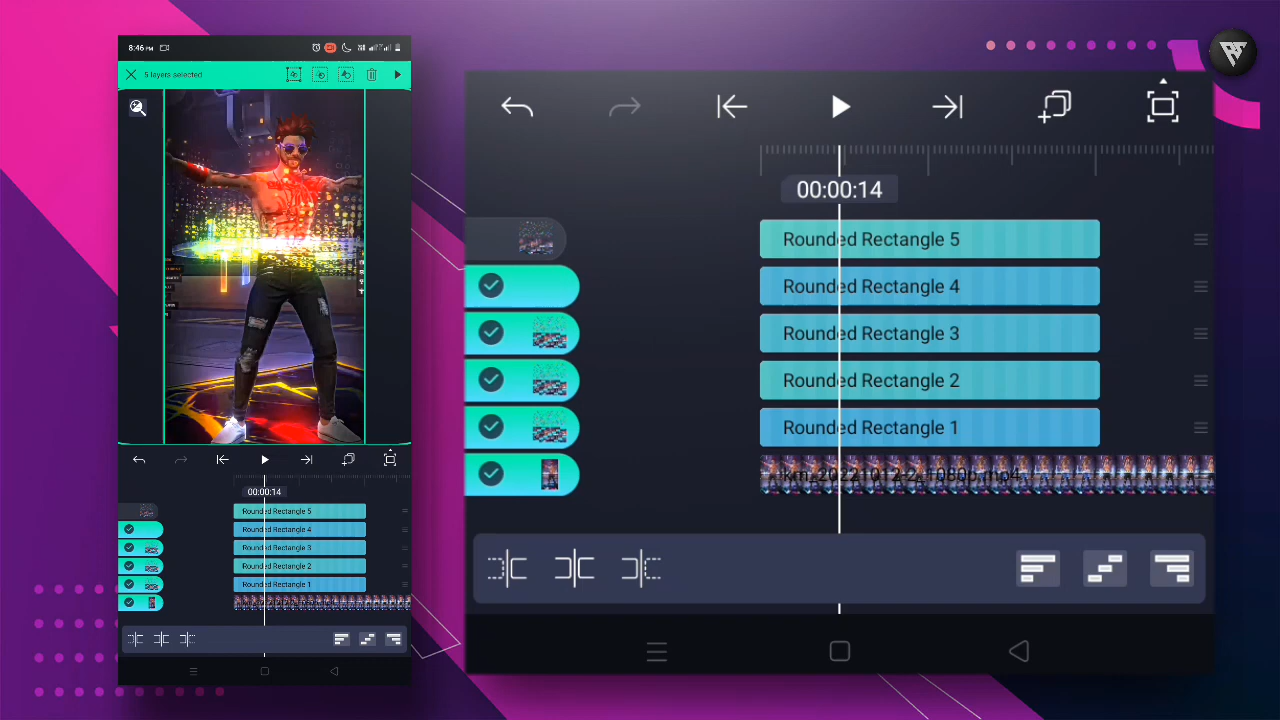 8:46 PM
5 layers selected
00:00:14
Rounded Rectangle 5
Rounded Rectangle 4
Rounded Rectangle 3
Rounded Rectangle 2
Rounded Rectangle 1
00:00:14
Rounded Rectangle 5
Rounded Rectangle 4
Rounded Rectangle 3
Rounded Rectangle 2
Rounded Rectangle 1